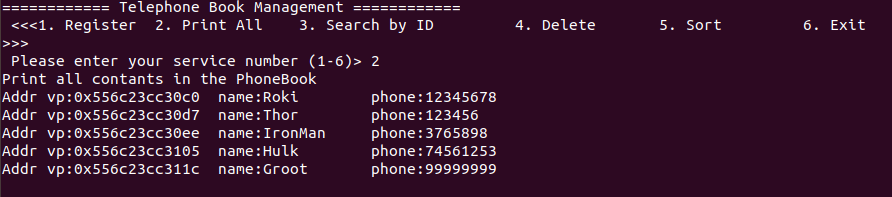 ============ Telephone Book Management ============
<<<1. Register  2. Print All    3. Search by ID         4. Delete       5. Sort         6. Exit
>>>
Please enter your service number (1-6)> 2
Print all contants in the PhoneBook
Addr vp:0x556c23cc30c0  name:Roki       phone:12345678
Addr vp:0x556c23cc30d7  name:Thor       phone:123456
Addr vp:0x556c23cc30ee  name:IronMan    phone:3765898
Addr vp:0x556c23cc3105  name:Hulk       phone:74561253
Addr vp:0x556c23cc311c  name:Groot      phone:99999999